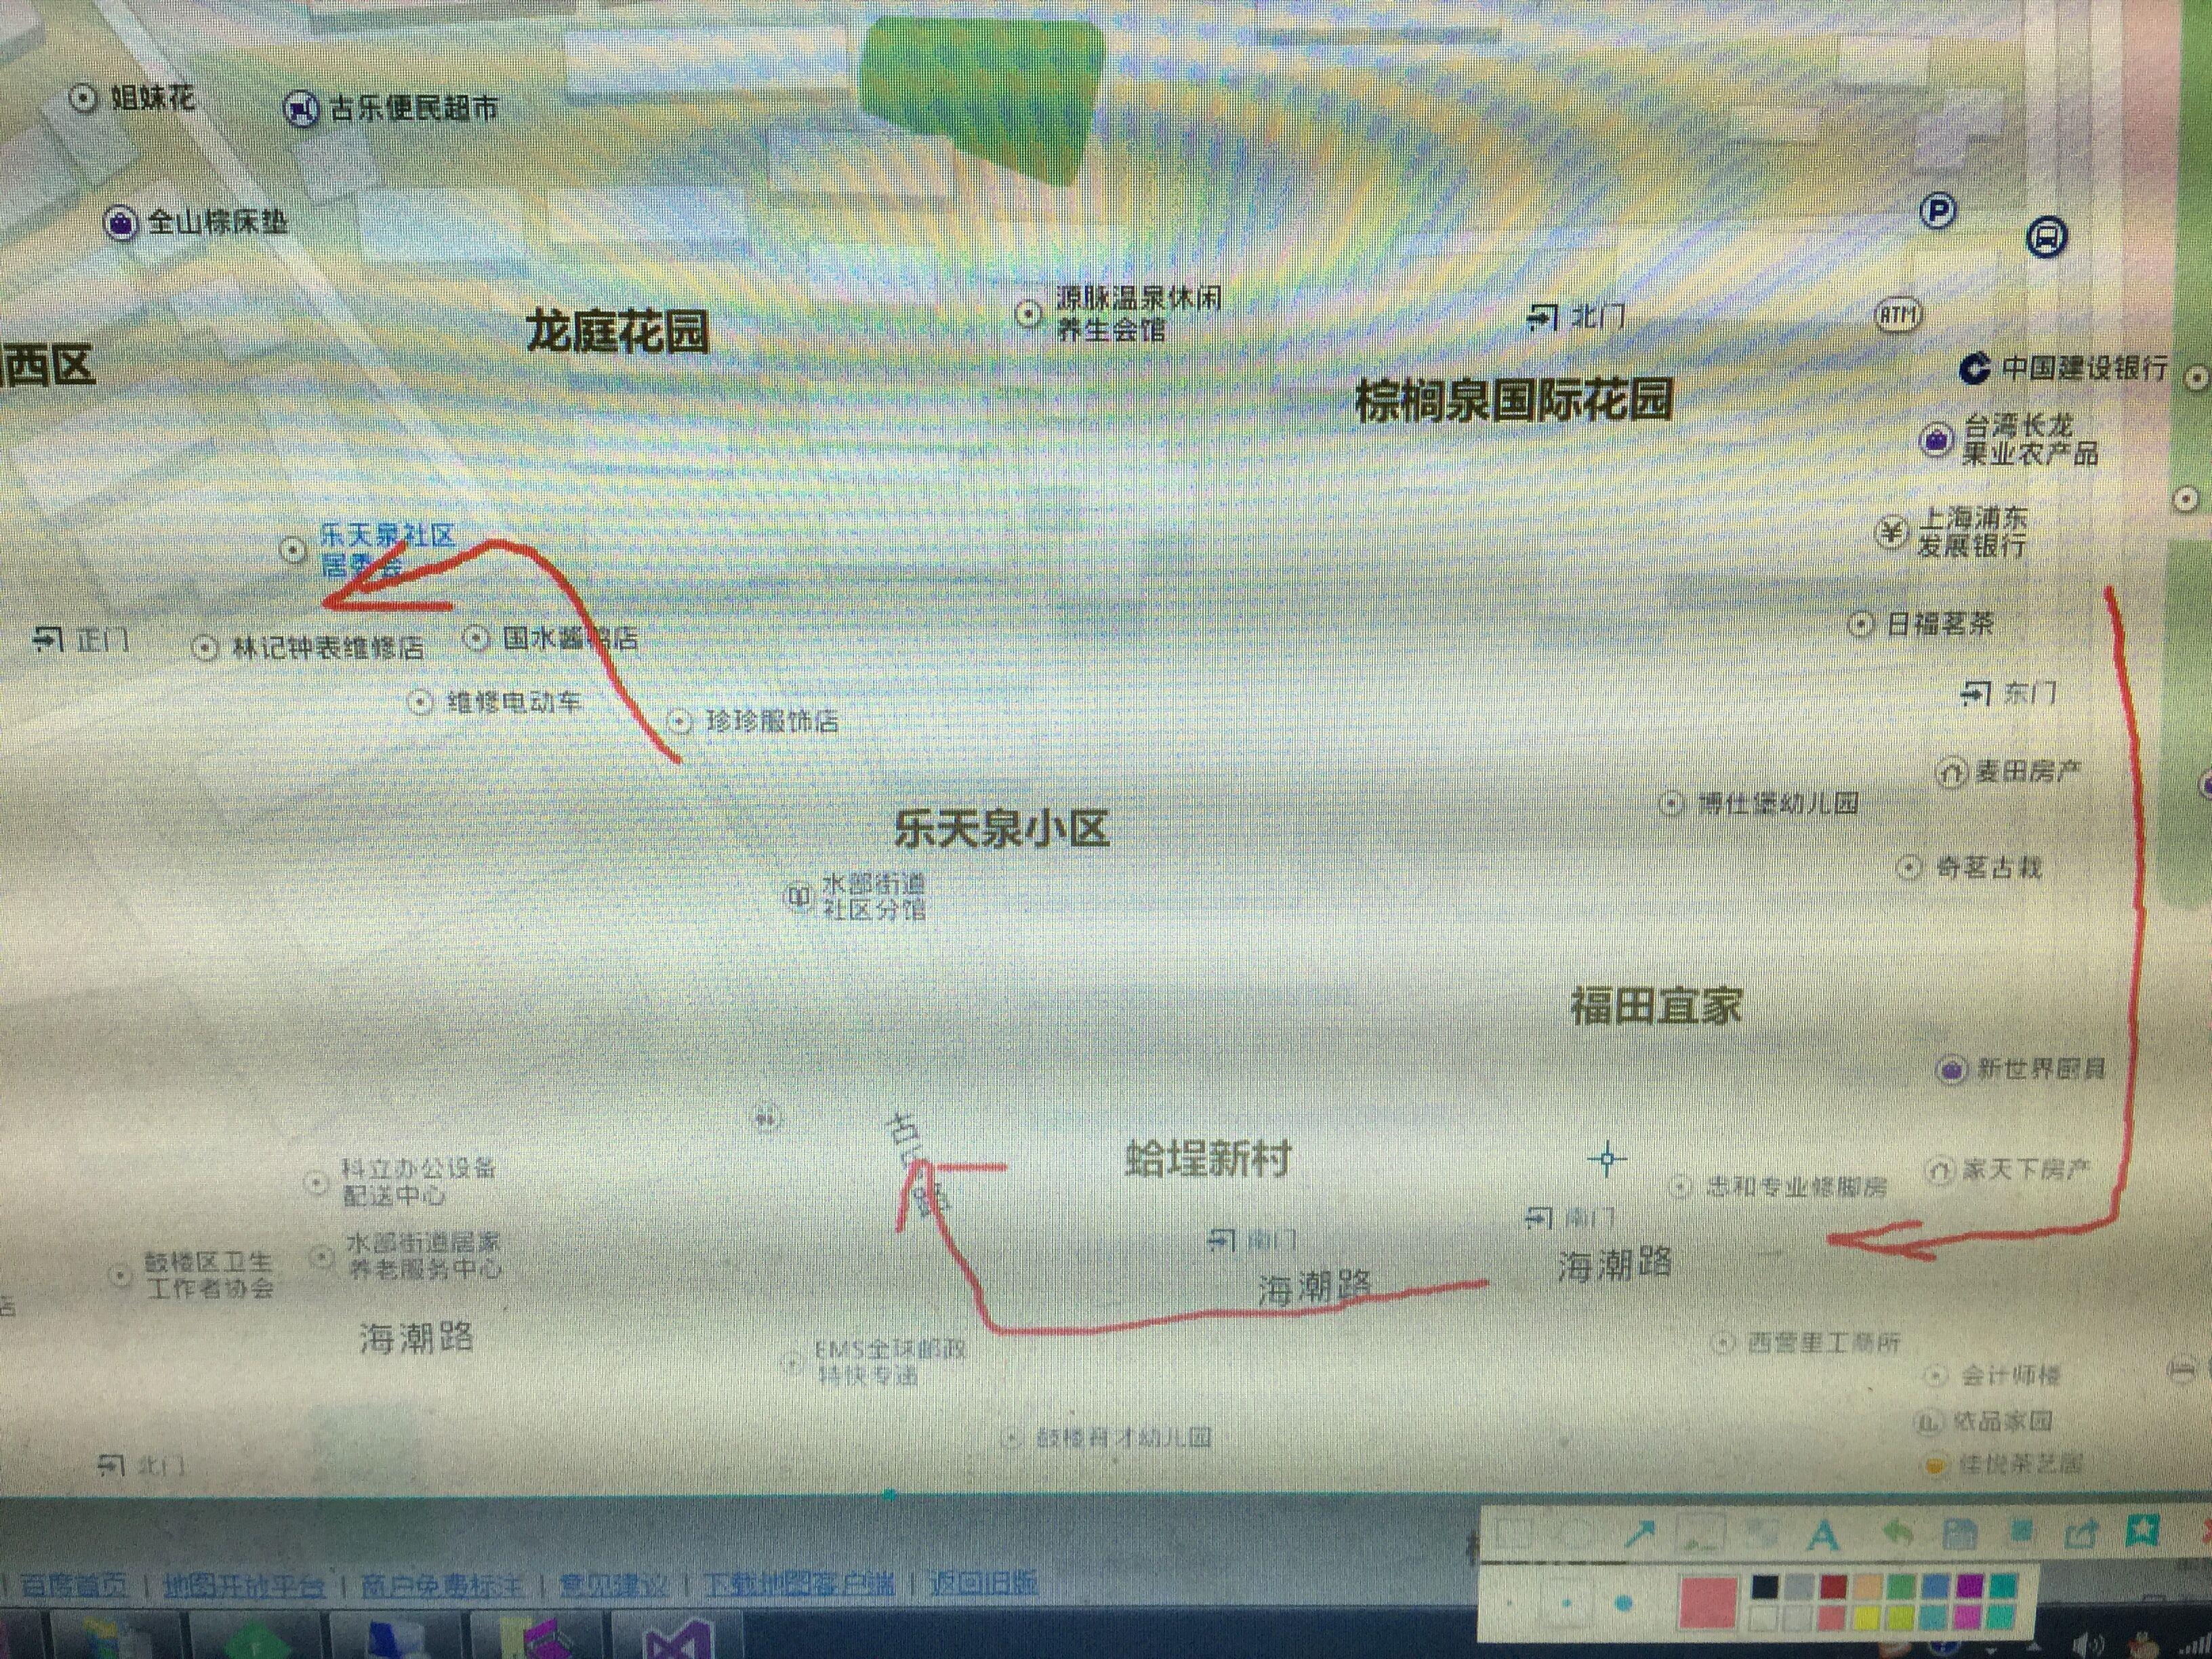 姐妹花
古乐便民超市
全山棕床垫
P
龙庭花园
源脉温泉休闲
养生会馆
北门
ATM
西区
棕榈泉国际花园
中国建设银行
台湾长龙
果业农产品
乐天泉社区
居委会
¥
上海浦东
发展银行
正门
林记钟表维修店
国水酱鸭店
日福茗茶
维修电动车
珍珍服饰店
东门
麦田房产
乐天泉小区
博仕堡幼儿园
水部街道
社区分馆
奇茗古栽
福田宜家
新世界厨具
科立办公设备
配送中心
蛤埕新村
忠和专业修脚房
家天下房产
鼓楼区卫生
工作者协会
水部街道居家
养老服务中心
南门
南门
海潮路
海潮路
海潮路
EMS全球邮政
特快专递
西营里工商所
会计师楼
鼓楼育才幼儿园
依品家园
北门
佳悦茶艺居
A
百度首页 | 地图开放平台 | 商户免费标注 | 意见建议 | 下载地图客户端 | 返回旧版